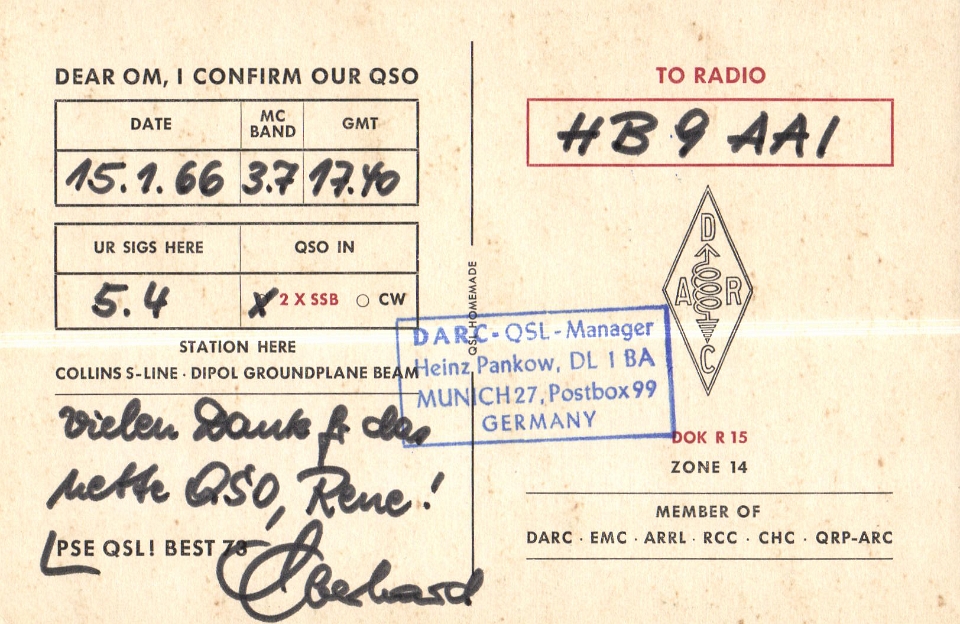 DEAR OM, I CONFIRM OUR QSO
DATE MC BAND GMT
15.1.66 3.7 17.40
UR SIGS HERE QSO IN
5.4 X 2 X SSB ○ CW
STATION HERE
COLLINS S-LINE · DIPOL GROUNDPLANE BEAM
vielen Dank f. das
nette QSO, Rene!
PSE QSL! BEST 73
Eberhard
QSL HOMEMADE
TO RADIO
HB9AAI
D
A R
C
DARC-QSL-Manager
Heinz Pankow, DL 1 BA
MUNICH 27, Postbox 99
GERMANY
DOK R 15
ZONE 14
MEMBER OF
DARC · EMC · ARRL · RCC · CHC · QRP-ARC